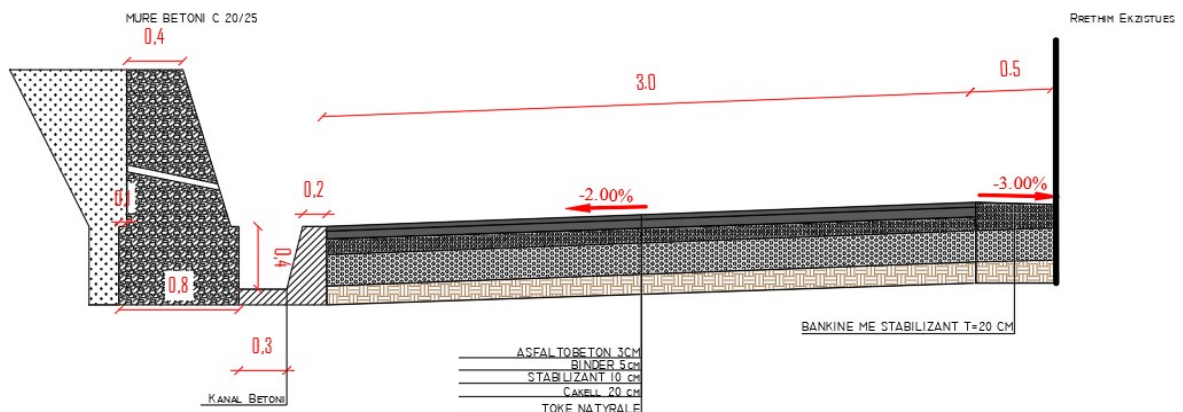 MURE BETONI C 20/25
RRETHIM EKZISTUES
0,4
3.0
0.5
0,1
0,2
-2.00%
-3.00%
0,4
0,8
0,3
BANKINE ME STABILIZANT T=20 CM
ASFALTOBETON 3CM
BINDER 5CM
STABILIZANT 10 CM
CAKELL 20 CM
TOKE NATYRALE
KANAL BETONI